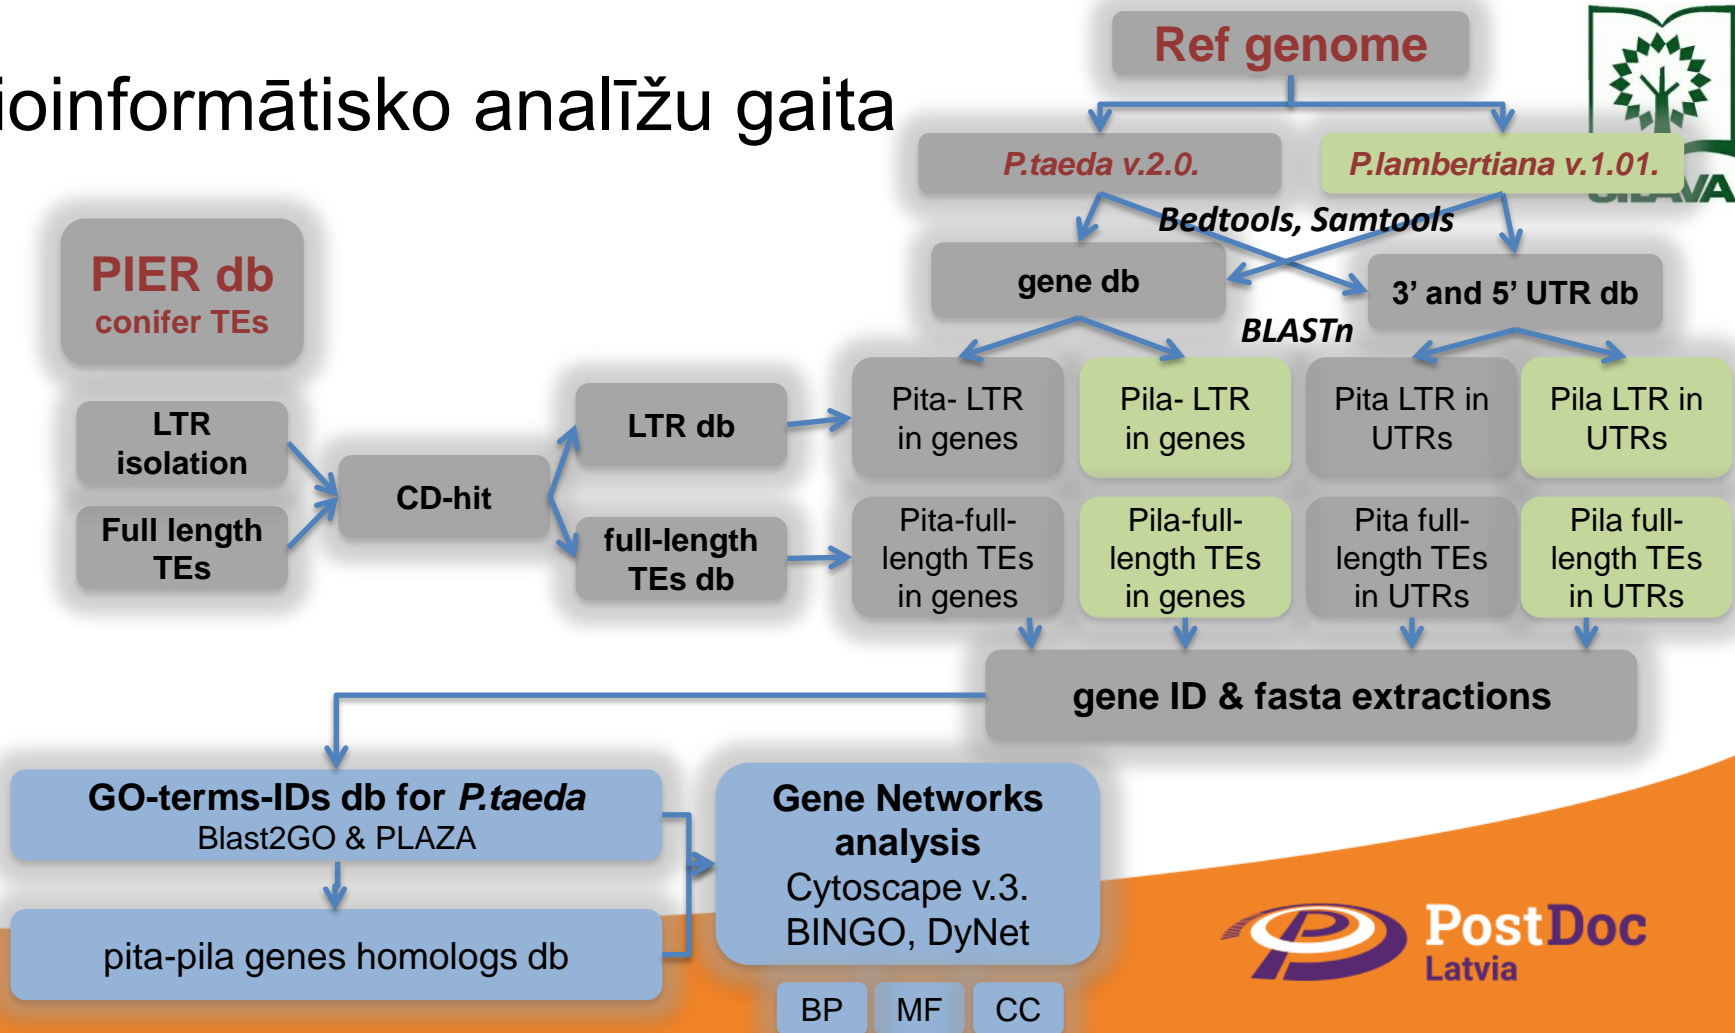 ioinformātisko analīžu gaita
Ref genome
P.taeda v.2.0.
P.lambertiana v.1.01.
Bedtools, Samtools
PIER db
conifer TEs
gene db
3’ and 5’ UTR db
BLASTn
LTR
isolation
Full length
TEs
CD-hit
LTR db
full-length
TEs db
Pita- LTR
in genes
Pila- LTR
in genes
Pita LTR in
UTRs
Pila LTR in
UTRs
Pita-full-
length TEs
in genes
Pila-full-
length TEs
in genes
Pita full-
length TEs
in UTRs
Pila full-
length TEs
in UTRs
gene ID & fasta extractions
GO-terms-IDs db for P.taeda
Blast2GO & PLAZA
pita-pila genes homologs db
Gene Networks
analysis
Cytoscape v.3.
BINGO, DyNet
BP
MF
CC
PostDoc
Latvia